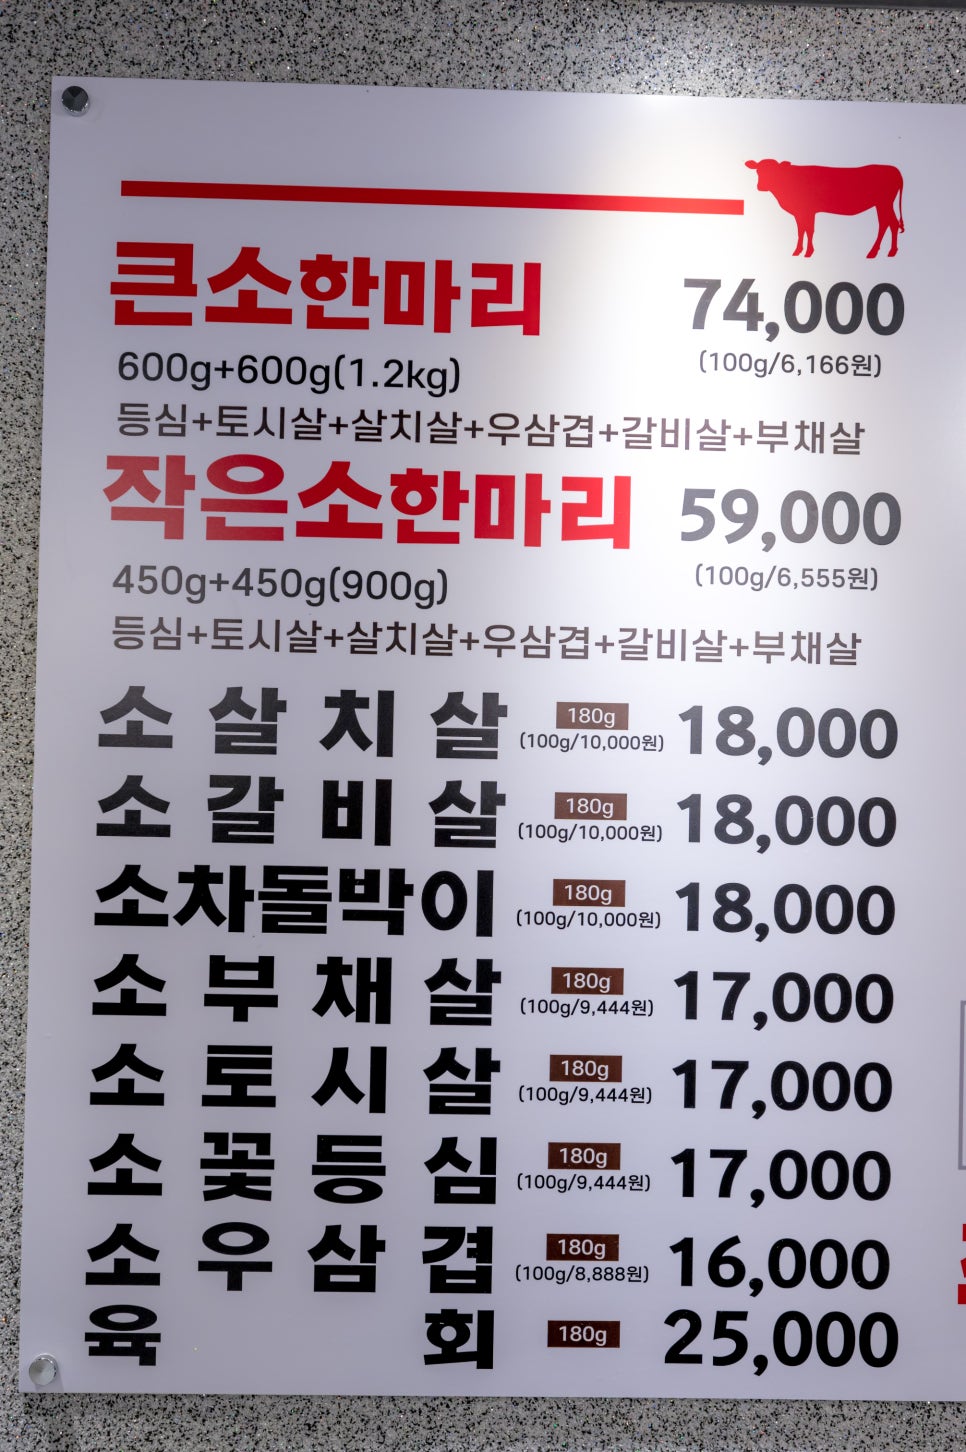 큰소한마리 74,000
600g+600g(1.2kg) (100g/6,166원)
등심+토시살+살치살+우삼겹+갈비살+부채살
작은소한마리 59,000
450g+450g(900g) (100g/6,555원)
등심+토시살+살치살+우삼겹+갈비살+부채살
소살치살 180g (100g/10,000원) 18,000
소갈비살 180g (100g/10,000원) 18,000
소차돌박이 180g (100g/10,000원) 18,000
소부채살 180g (100g/9,444원) 17,000
소토시살 180g (100g/9,444원) 17,000
소꽃등심 180g (100g/9,444원) 17,000
소우삼겹 180g (100g/8,888원) 16,000
육회 180g 25,000